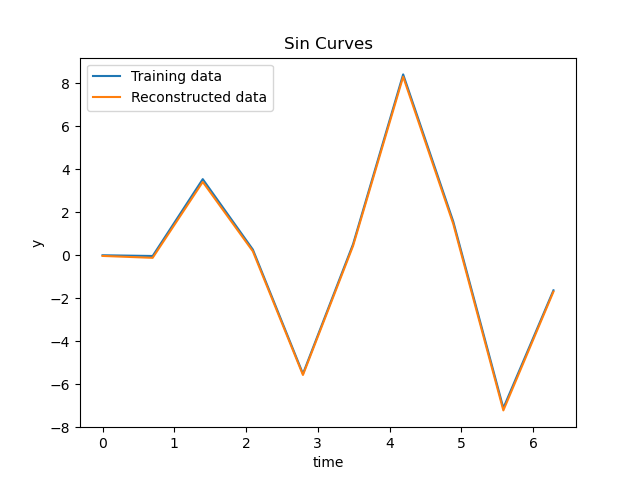 Sin Curves
Training data
Reconstructed data
8
6
4
2
0
−2
−4
−6
−8
y
0 1 2 3 4 5 6
time